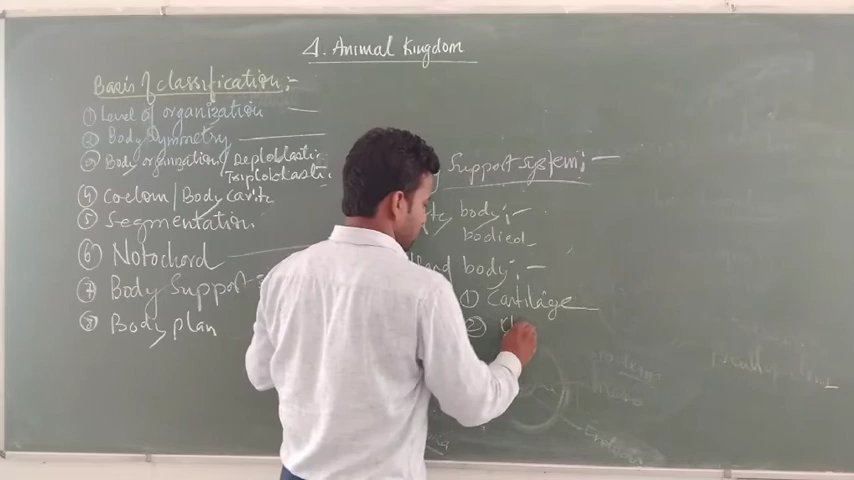 4. Animal Kingdom
Basis of classification:-
① Level of organization
② Body Symmetry
③ Body organization / Deploblastic
Triploblastic
④ Coelom / Body Cavity
⑤ Segmentation
⑥ Notochord
⑦ Body Support
⑧ Body plan
Support system:-
body:-
bodied
body:-
① Cartilage
②